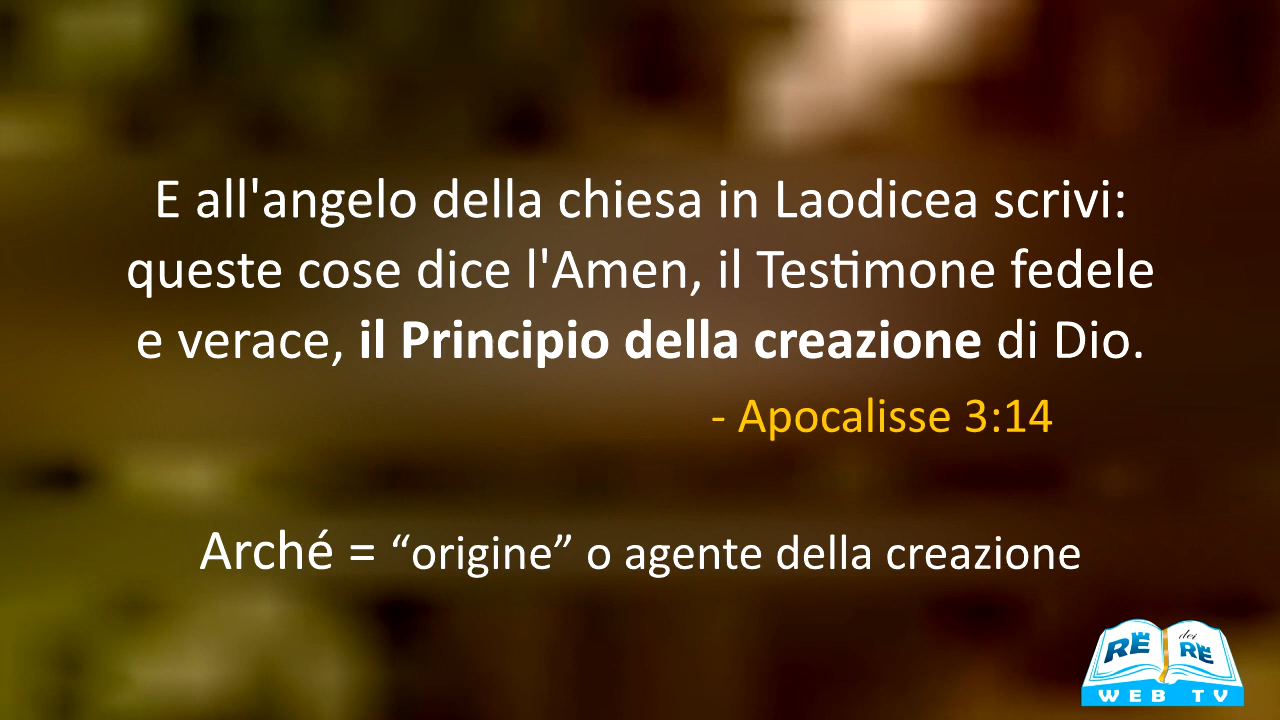 E all'angelo della chiesa in Laodicea scrivi:
queste cose dice l'Amen, il Testimone fedele
e verace, il Principio della creazione di Dio.
- Apocalisse 3:14
Arché = “origine” o agente della creazione
RE dei RE
WEB TV